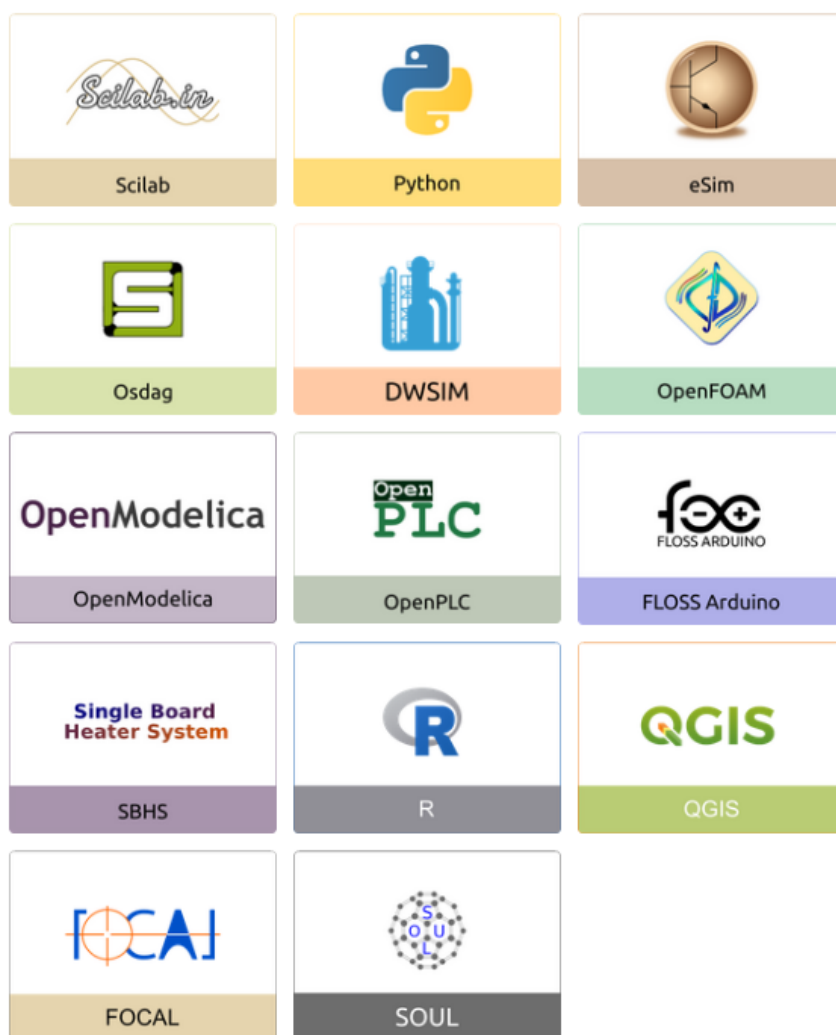 Scilab.in
Scilab
Python
eSim
Osdag
DWSIM
OpenFOAM
OpenModelica
OpenModelica
Open
PLC
OpenPLC
foc
FLOSS ARDUINO
FLOSS Arduino
Single Board
Heater System
SBHS
R
R
QGIS
QGIS
FOCAL
FOCAL
S
O U
L
SOUL